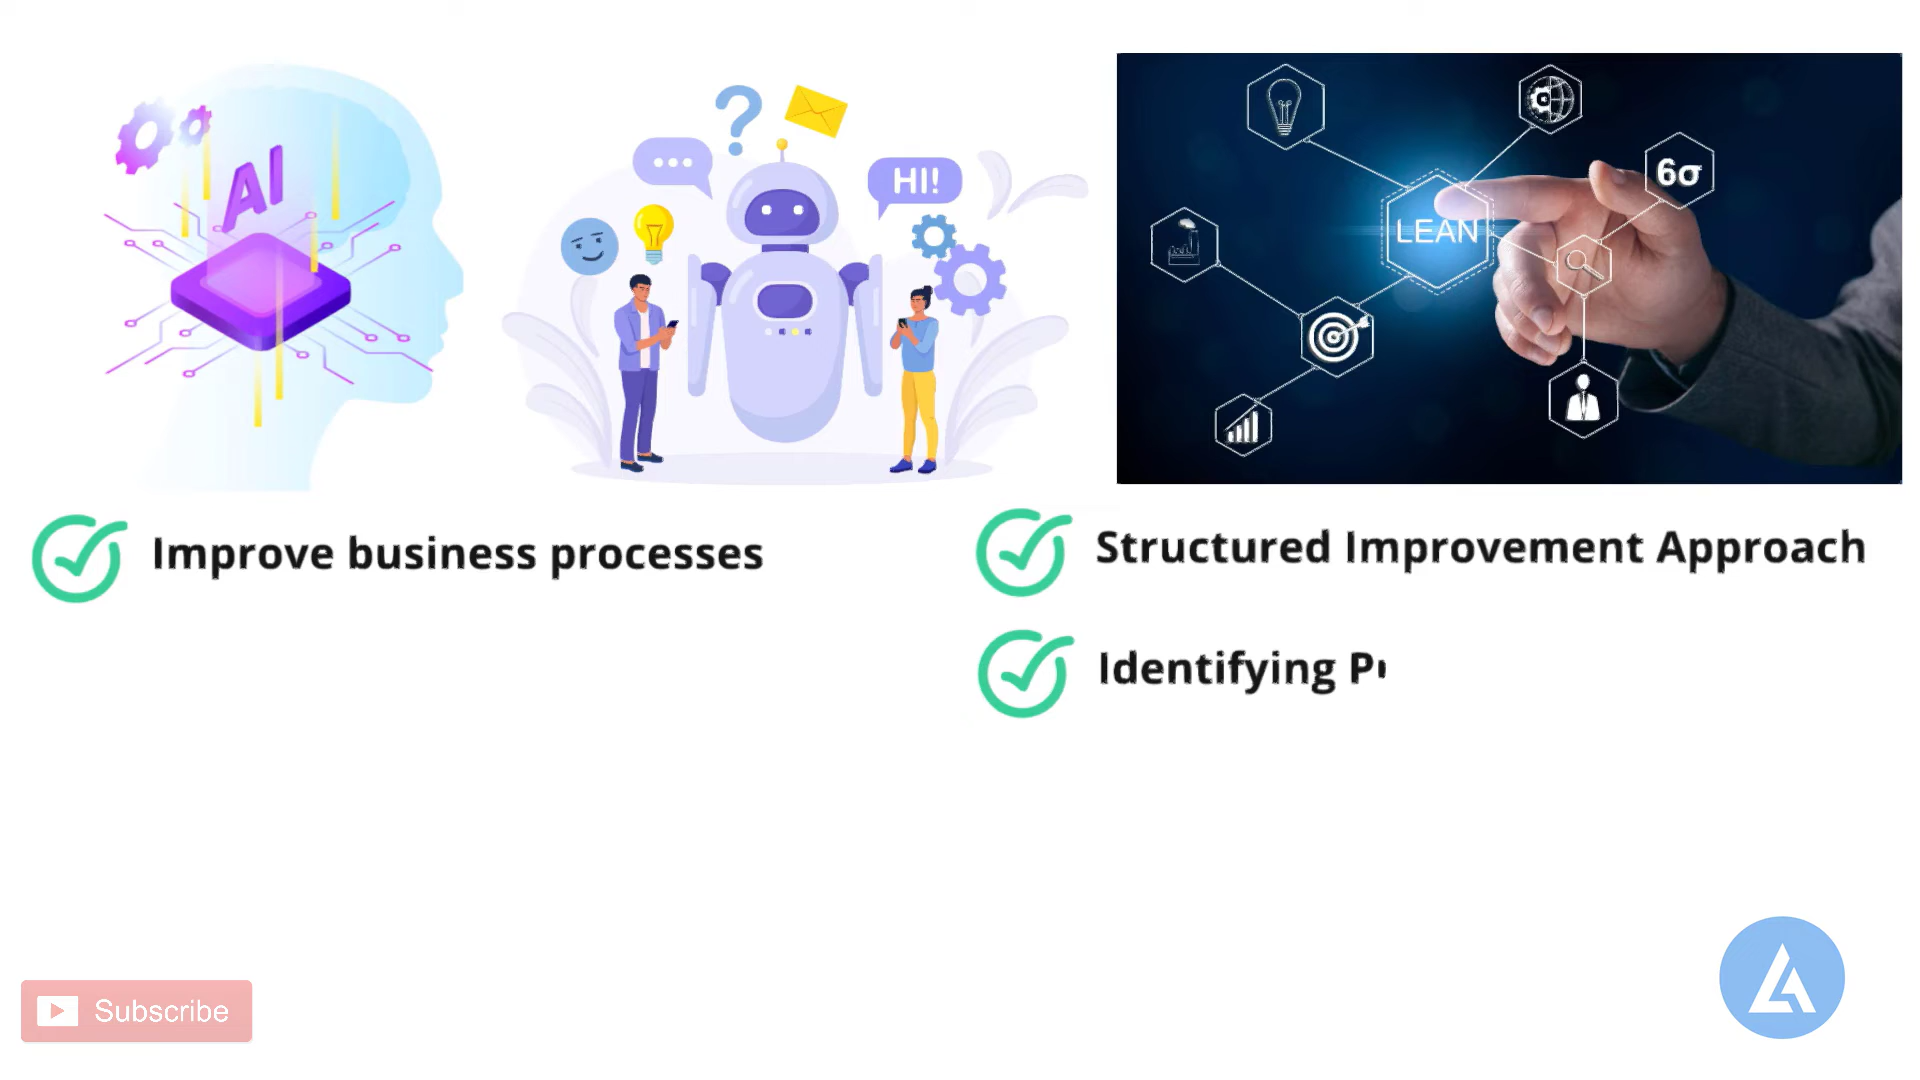 AI
HI!
LEAN
6σ
Improve business processes
Structured Improvement Approach
Identifying
Subscribe